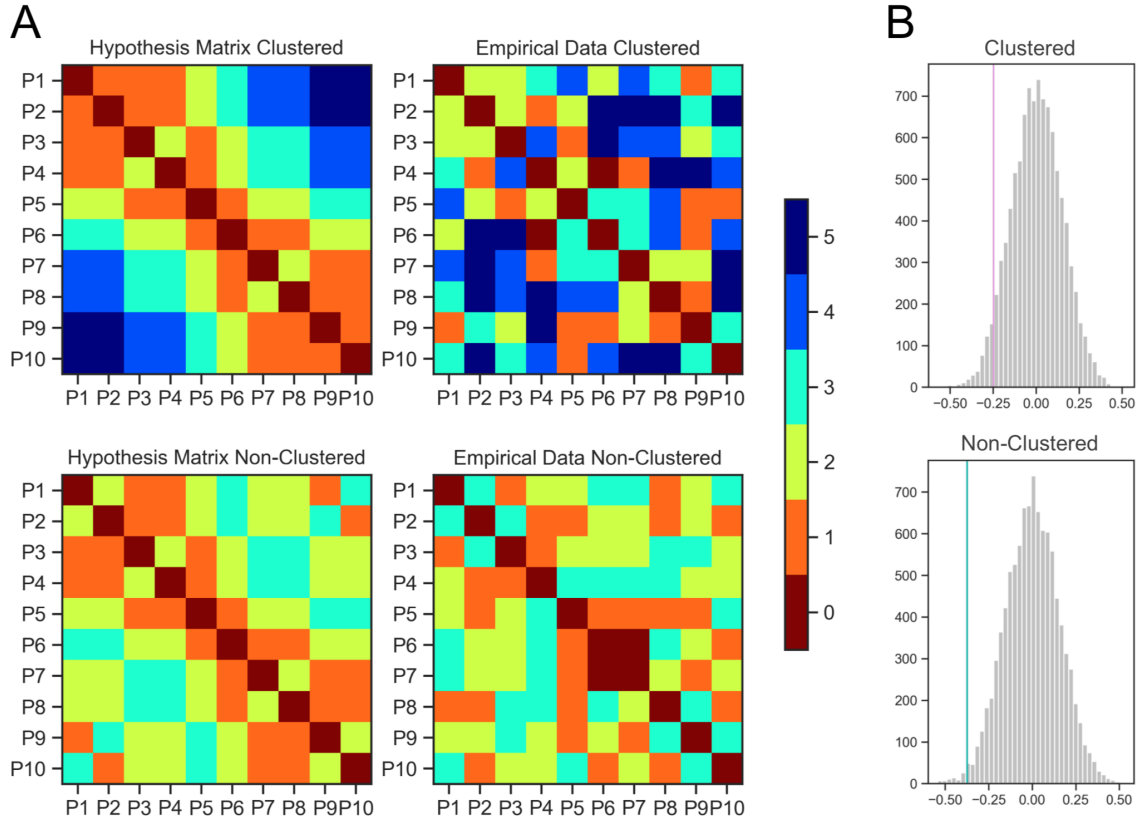 A
B
Hypothesis Matrix Clustered
P1
P2
P3
P4
P5
P6
P7
P8
P9
P10
P1 P2 P3 P4 P5 P6 P7 P8 P9P10
Empirical Data Clustered
P1
P2
P3
P4
P5
P6
P7
P8
P9
P10
P1 P2 P3 P4 P5 P6 P7 P8 P9 P10
5
4
3
2
1
0
Clustered
700
600
500
400
300
200
100
0
−0.50 −0.25 0.00 0.25 0.50
Hypothesis Matrix Non-Clustered
P1
P2
P3
P4
P5
P6
P7
P8
P9
P10
P1 P2 P3 P4 P5 P6 P7 P8 P9P10
Empirical Data Non-Clustered
P1
P2
P3
P4
P5
P6
P7
P8
P9
P10
P1 P2 P3 P4 P5 P6 P7 P8 P9 P10
Non-Clustered
700
600
500
400
300
200
100
0
−0.50 −0.25 0.00 0.25 0.50